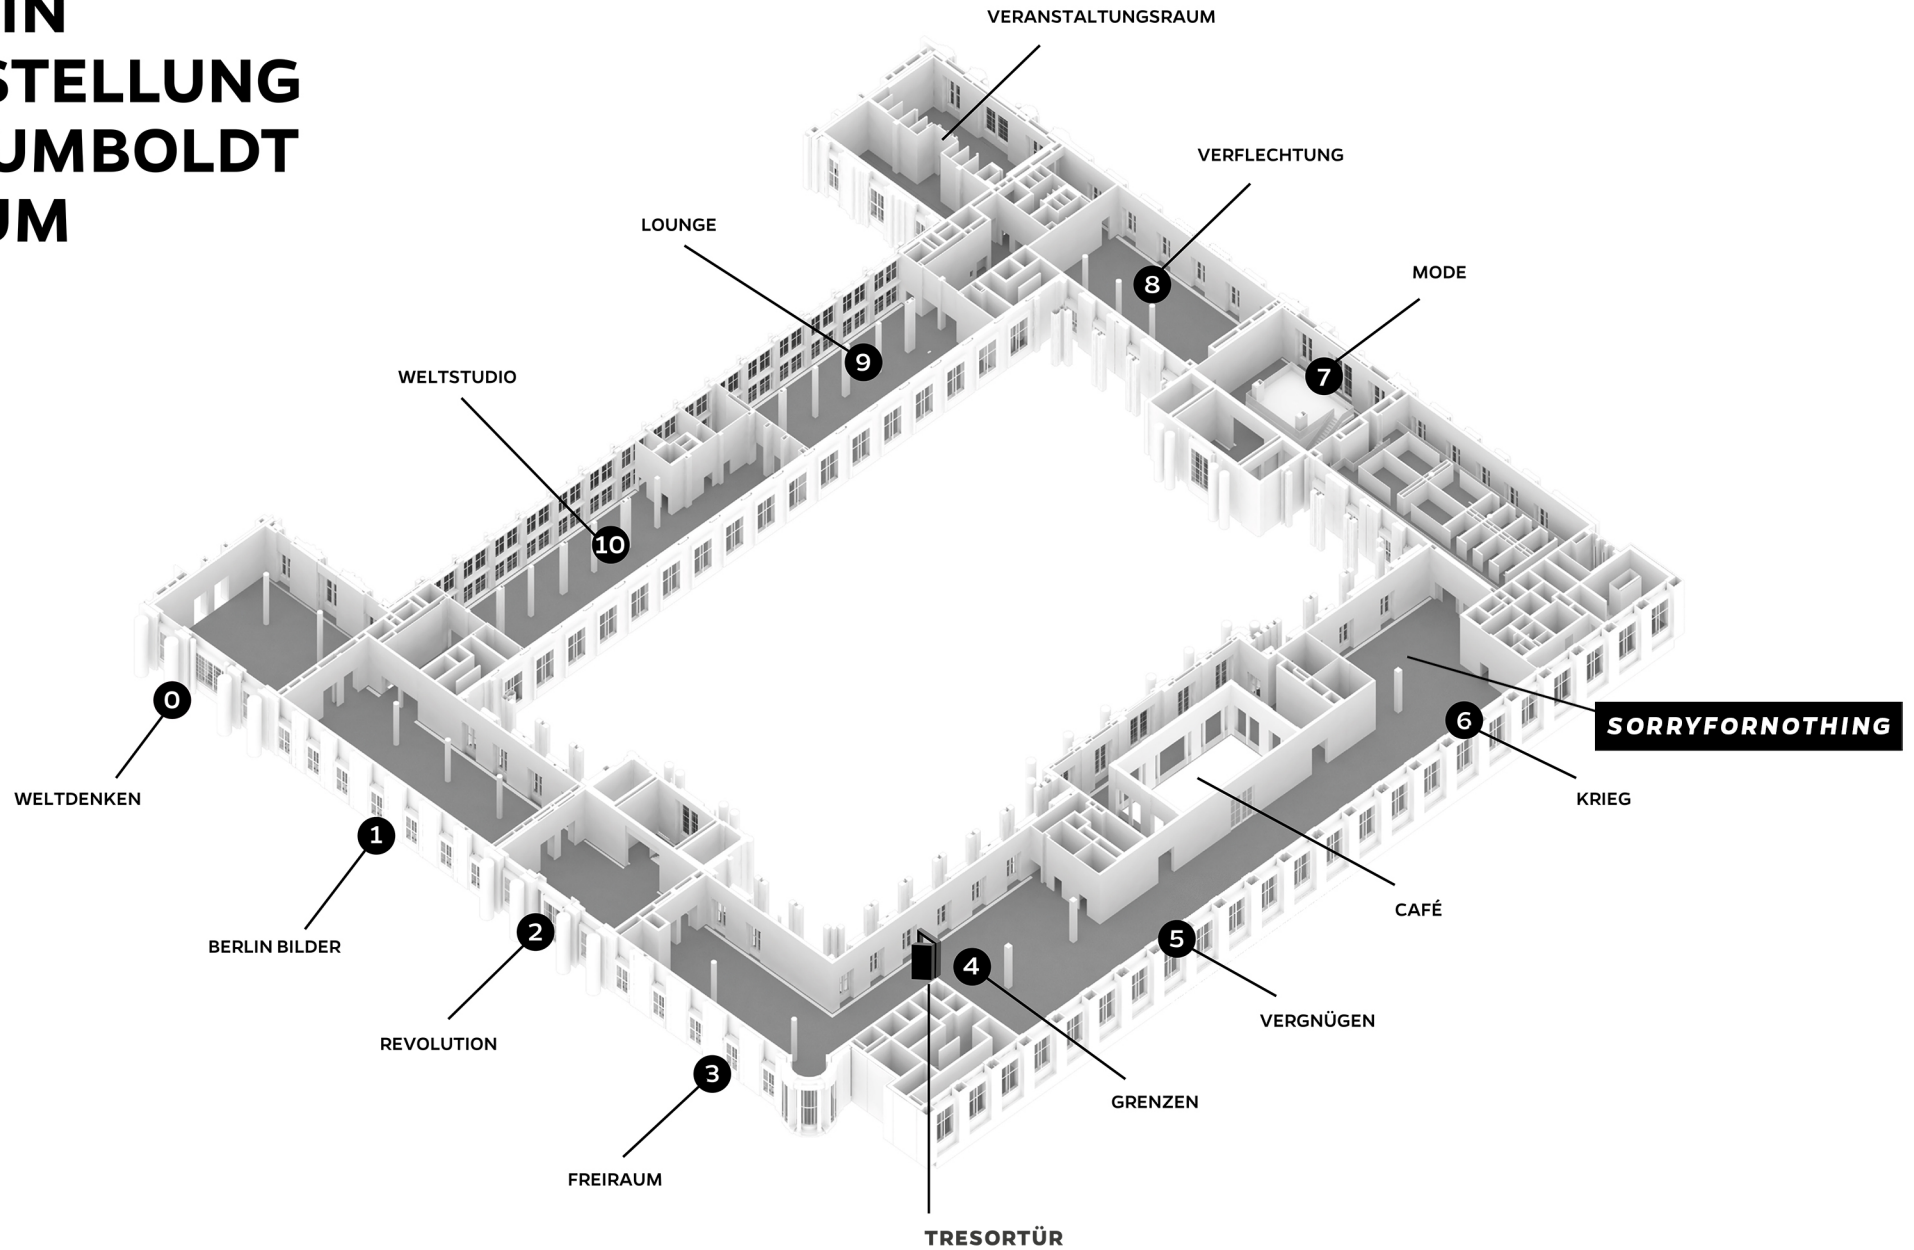 IN
STELLUNG
UMBOLDT
UM
VERANSTALTUNGSRAUM
VERFLECHTUNG
8
LOUNGE
9
MODE
7
WELTSTUDIO
10
0
WELTDENKEN
1
BERLIN BILDER
2
REVOLUTION
3
FREIRAUM
4
GRENZEN
TRESORTÜR
5
VERGNÜGEN
CAFÉ
6
KRIEG
SORRYFORNOTHING